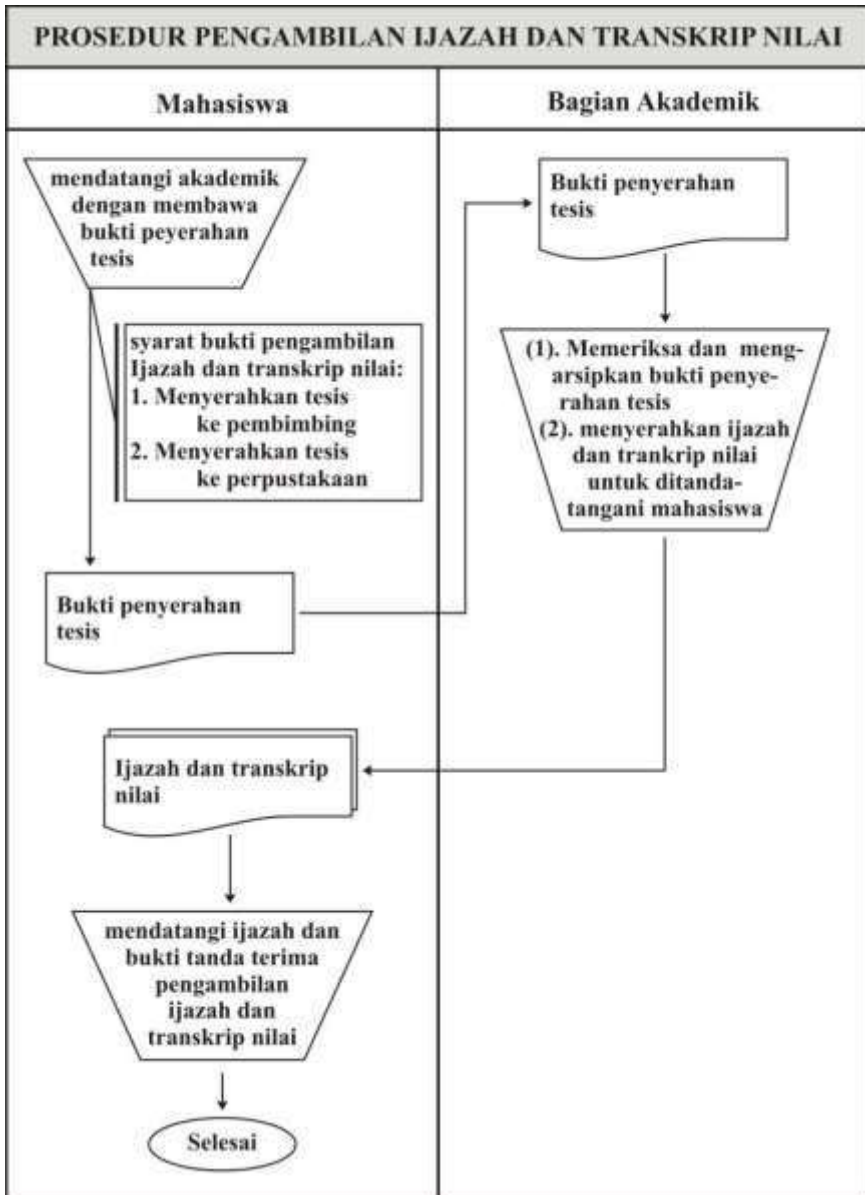 PROSEDUR PENGAMBILAN IJAZAH DAN TRANSKRIP NILAI
Mahasiswa
Bagian Akademik
mendatangi akademik
dengan membawa
bukti peyerahan
tesis
syarat bukti pengambilan
Ijazah dan transkrip nilai:
1. Menyerahkan tesis
ke pembimbing
2. Menyerahkan tesis
ke perpustakaan
Bukti penyerahan
tesis
Bukti penyerahan
tesis
(1). Memeriksa dan meng-
arsipkan bukti penye-
rahan tesis
(2). menyerahkan ijazah
dan trankrip nilai
untuk ditanda-
tangani mahasiswa
Ijazah dan transkrip
nilai
mendatangi ijazah dan
bukti tanda terima
pengambilan
ijazah dan
transkrip nilai
Selesai